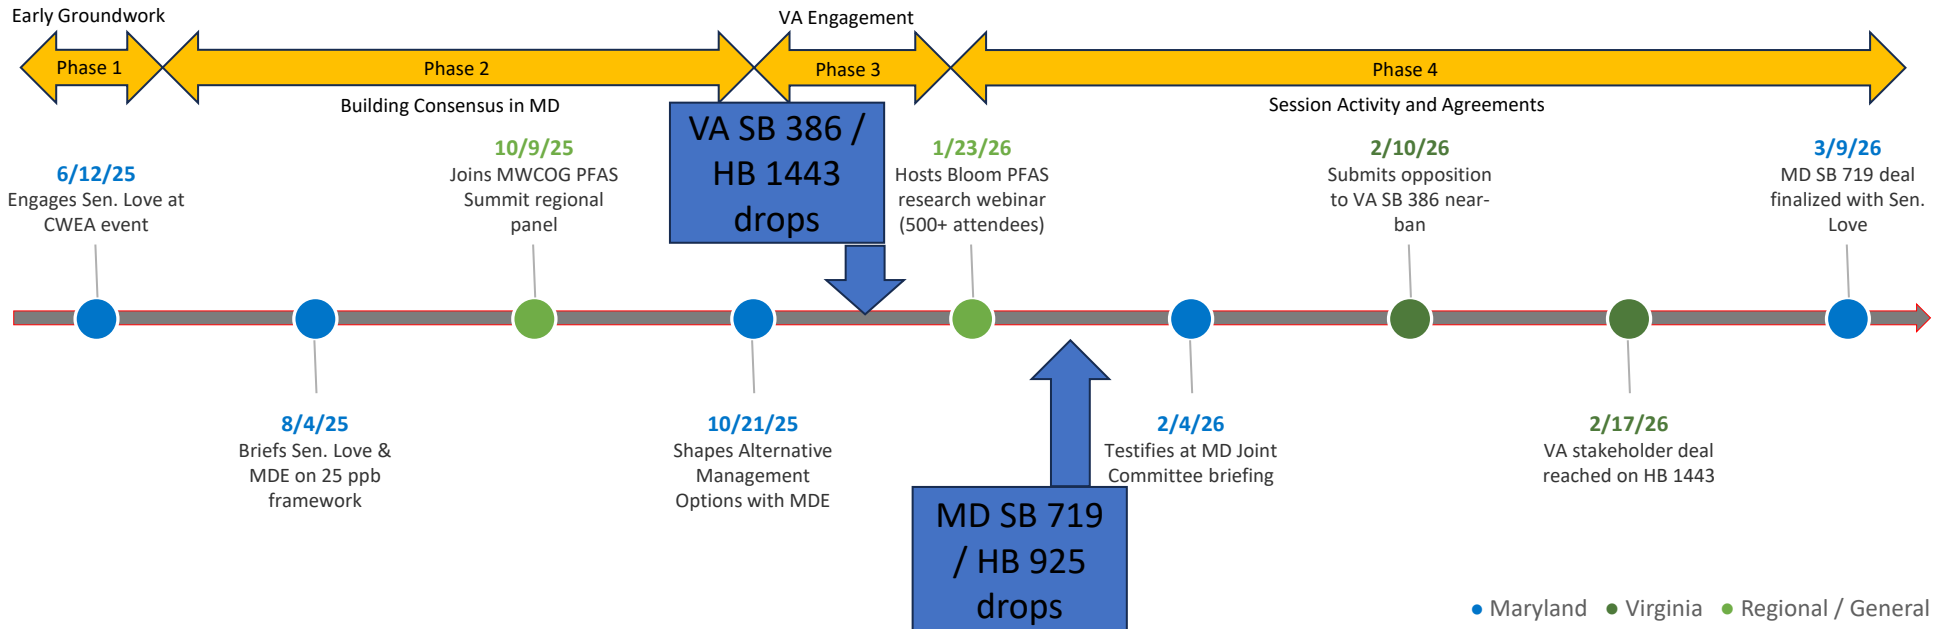 Early Groundwork
VA Engagement
Phase 1
Phase 2
Phase 3
Phase 4
Building Consensus in MD
Session Activity and Agreements
VA SB 386 /
HB 1443
drops
6/12/25
Engages Sen. Love at
CWEA event
10/9/25
Joins MWCOG PFAS
Summit regional
panel
1/23/26
Hosts Bloom PFAS
research webinar
(500+ attendees)
2/10/26
Submits opposition
to VA SB 386 near-
ban
3/9/26
MD SB 719 deal
finalized with Sen.
Love
8/4/25
Briefs Sen. Love &
MDE on 25 ppb
framework
10/21/25
Shapes Alternative
Management
Options with MDE
2/4/26
Testifies at MD Joint
Committee briefing
2/17/26
VA stakeholder deal
reached on HB 1443
MD SB 719
/ HB 925
drops
Maryland
Virginia
Regional / General